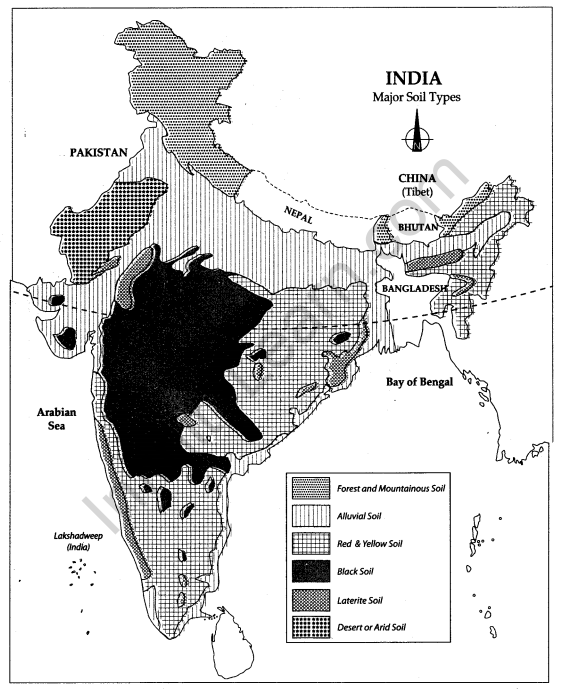 INDIA
Major Soil Types
N
PAKISTAN
CHINA
(Tibet)
NEPAL
BHUTAN
BANGLADESH
Arabian
Sea
Bay of Bengal
Lakshadweep
(India)
Forest and Mountainous Soil
Alluvial Soil
Red & Yellow Soil
Black Soil
Laterite Soil
Desert or Arid Soil